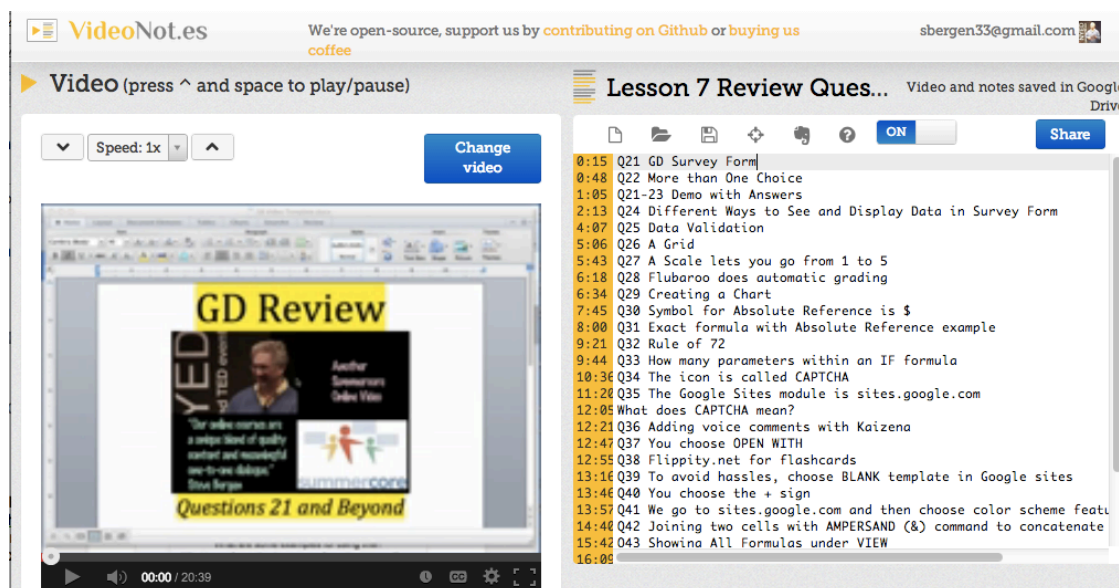 VideoNot.es
We're open-source, support us by contributing on Github or buying us
coffee
sbergen33@gmail.com
Video (press ^ and space to play/pause)
Lesson 7 Review Ques...
Video and notes saved in Googl
Driv
Speed: 1x
Change
video
ON
Share
GD Review
YED
TED even
Another
Summercore
Online Video
"Our online courses are
a unique blend of quality
content and meaningful
one-to-one dialogue."
Steve Bergen
summercore
Questions 21 and Beyond
00:00 / 20:39
CC
0:15 Q21 GD Survey Form
0:48 Q22 More than One Choice
1:05 Q21-23 Demo with Answers
2:13 Q24 Different Ways to See and Display Data in Survey Form
4:07 Q25 Data Validation
5:06 Q26 A Grid
5:43 Q27 A Scale lets you go from 1 to 5
6:18 Q28 Flubaroo does automatic grading
6:34 Q29 Creating a Chart
7:45 Q30 Symbol for Absolute Reference is $
8:00 Q31 Exact formula with Absolute Reference example
9:21 Q32 Rule of 72
9:44 Q33 How many parameters within an IF formula
10:36 Q34 The icon is called CAPTCHA
11:20 Q35 The Google Sites module is sites.google.com
12:05 What does CAPTCHA mean?
12:21 Q36 Adding voice comments with Kaizena
12:47 Q37 You choose OPEN WITH
12:55 Q38 Flippity.net for flashcards
13:16 Q39 To avoid hassles, choose BLANK template in Google sites
13:46 Q40 You choose the + sign
13:57 Q41 We go to sites.google.com and then choose color scheme featu
14:40 Q42 Joining two cells with AMPERSAND (&) command to concatenate
15:42 Q43 Showing All Formulas under VIEW
16:09